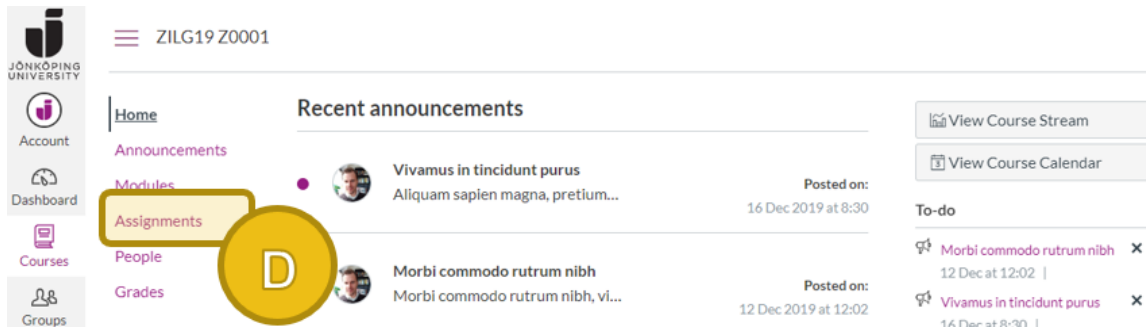 JÖNKÖPING
UNIVERSITY
Account
Dashboard
Courses
Groups
ZILG19 Z0001
Home
Announcements
Modules
Assignments
People
Grades
D
Recent announcements
Vivamus in tincidunt purus
Aliquam sapien magna, pretium...
Posted on:
16 Dec 2019 at 8:30
Morbi commodo rutrum nibh
Morbi commodo rutrum nibh, vi...
Posted on:
12 Dec 2019 at 12:02
View Course Stream
View Course Calendar
To-do
Morbi commodo rutrum nibh
12 Dec at 12:02 |
Vivamus in tincidunt purus
16 Dec at 8:30 |